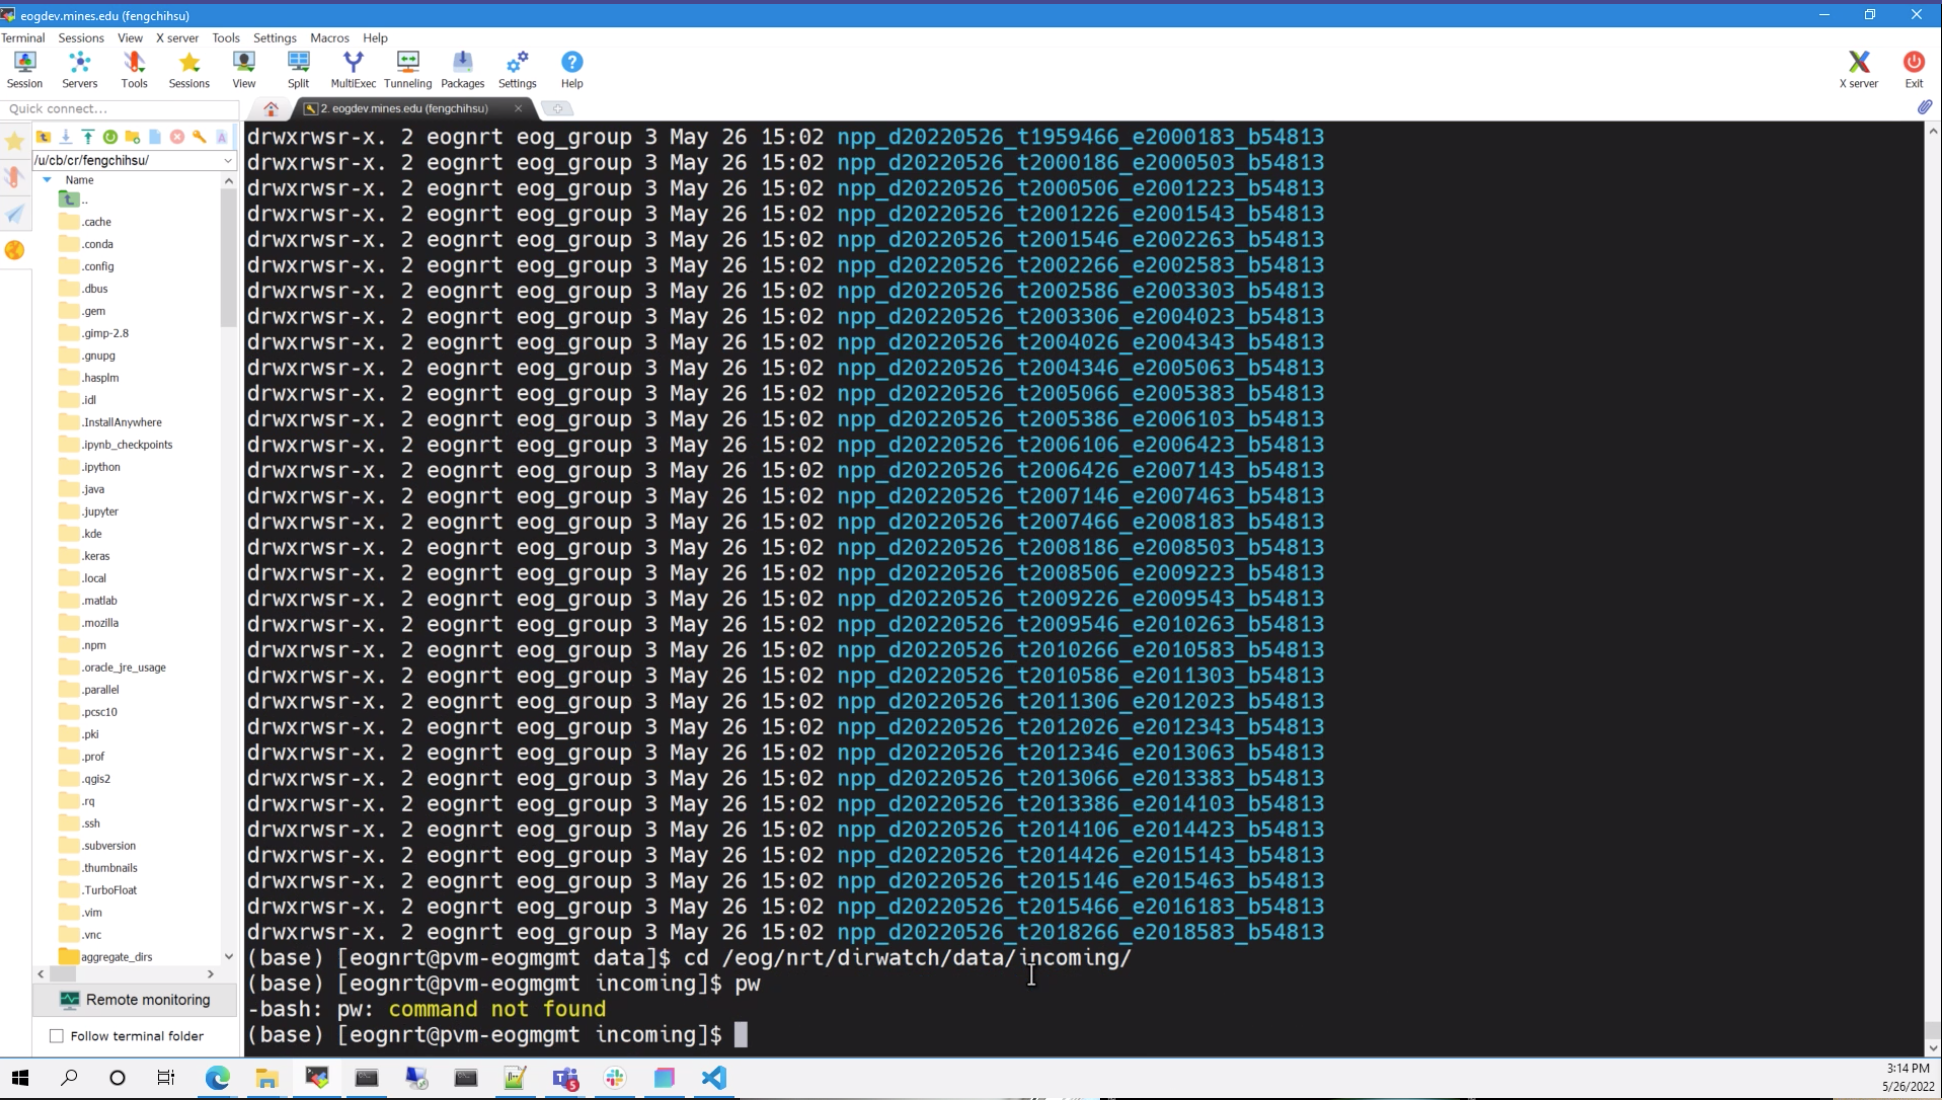 eogdev.mines.edu (fengchihsu)
Terminal Sessions View X server Tools Settings Macros Help
Session Servers Tools Sessions View Split MultiExec Tunneling Packages Settings Help X server Exit
Quick connect...
2. eogdev.mines.edu (fengchihsu)
/u/cb/cr/fengchihsu/
Name
..
.cache
.conda
.config
.dbus
.gem
.gimp-2.8
.gnupg
.hasplm
.idl
.InstallAnywhere
.ipynb_checkpoints
.ipython
.java
.jupyter
.kde
.keras
.local
.matlab
.mozilla
.npm
.oracle_jre_usage
.parallel
.pcsc10
.pki
.prof
.qgis2
.rq
.ssh
.subversion
.thumbnails
.TurboFloat
.vim
.vnc
aggregate_dirs
Remote monitoring
Follow terminal folder
drwxrwsr-x. 2 eognrt eog_group 3 May 26 15:02 npp_d20220526_t1959466_e2000183_b54813
drwxrwsr-x. 2 eognrt eog_group 3 May 26 15:02 npp_d20220526_t2000186_e2000503_b54813
drwxrwsr-x. 2 eognrt eog_group 3 May 26 15:02 npp_d20220526_t2000506_e2001223_b54813
drwxrwsr-x. 2 eognrt eog_group 3 May 26 15:02 npp_d20220526_t2001226_e2001543_b54813
drwxrwsr-x. 2 eognrt eog_group 3 May 26 15:02 npp_d20220526_t2001546_e2002263_b54813
drwxrwsr-x. 2 eognrt eog_group 3 May 26 15:02 npp_d20220526_t2002266_e2002583_b54813
drwxrwsr-x. 2 eognrt eog_group 3 May 26 15:02 npp_d20220526_t2002586_e2003303_b54813
drwxrwsr-x. 2 eognrt eog_group 3 May 26 15:02 npp_d20220526_t2003306_e2004023_b54813
drwxrwsr-x. 2 eognrt eog_group 3 May 26 15:02 npp_d20220526_t2004026_e2004343_b54813
drwxrwsr-x. 2 eognrt eog_group 3 May 26 15:02 npp_d20220526_t2004346_e2005063_b54813
drwxrwsr-x. 2 eognrt eog_group 3 May 26 15:02 npp_d20220526_t2005066_e2005383_b54813
drwxrwsr-x. 2 eognrt eog_group 3 May 26 15:02 npp_d20220526_t2005386_e2006103_b54813
drwxrwsr-x. 2 eognrt eog_group 3 May 26 15:02 npp_d20220526_t2006106_e2006423_b54813
drwxrwsr-x. 2 eognrt eog_group 3 May 26 15:02 npp_d20220526_t2006426_e2007143_b54813
drwxrwsr-x. 2 eognrt eog_group 3 May 26 15:02 npp_d20220526_t2007146_e2007463_b54813
drwxrwsr-x. 2 eognrt eog_group 3 May 26 15:02 npp_d20220526_t2007466_e2008183_b54813
drwxrwsr-x. 2 eognrt eog_group 3 May 26 15:02 npp_d20220526_t2008186_e2008503_b54813
drwxrwsr-x. 2 eognrt eog_group 3 May 26 15:02 npp_d20220526_t2008506_e2009223_b54813
drwxrwsr-x. 2 eognrt eog_group 3 May 26 15:02 npp_d20220526_t2009226_e2009543_b54813
drwxrwsr-x. 2 eognrt eog_group 3 May 26 15:02 npp_d20220526_t2009546_e2010263_b54813
drwxrwsr-x. 2 eognrt eog_group 3 May 26 15:02 npp_d20220526_t2010266_e2010583_b54813
drwxrwsr-x. 2 eognrt eog_group 3 May 26 15:02 npp_d20220526_t2010586_e2011303_b54813
drwxrwsr-x. 2 eognrt eog_group 3 May 26 15:02 npp_d20220526_t2011306_e2012023_b54813
drwxrwsr-x. 2 eognrt eog_group 3 May 26 15:02 npp_d20220526_t2012026_e2012343_b54813
drwxrwsr-x. 2 eognrt eog_group 3 May 26 15:02 npp_d20220526_t2012346_e2013063_b54813
drwxrwsr-x. 2 eognrt eog_group 3 May 26 15:02 npp_d20220526_t2013066_e2013383_b54813
drwxrwsr-x. 2 eognrt eog_group 3 May 26 15:02 npp_d20220526_t2013386_e2014103_b54813
drwxrwsr-x. 2 eognrt eog_group 3 May 26 15:02 npp_d20220526_t2014106_e2014423_b54813
drwxrwsr-x. 2 eognrt eog_group 3 May 26 15:02 npp_d20220526_t2014426_e2015143_b54813
drwxrwsr-x. 2 eognrt eog_group 3 May 26 15:02 npp_d20220526_t2015146_e2015463_b54813
drwxrwsr-x. 2 eognrt eog_group 3 May 26 15:02 npp_d20220526_t2015466_e2016183_b54813
drwxrwsr-x. 2 eognrt eog_group 3 May 26 15:02 npp_d20220526_t2018266_e2018583_b54813
(base) [eognrt@pvm-eogmgmt data]$ cd /eog/nrt/dirwatch/data/incoming/
(base) [eognrt@pvm-eogmgmt incoming]$ pw
-bash: pw: command not found
(base) [eognrt@pvm-eogmgmt incoming]$
3:14 PM
5/26/2022